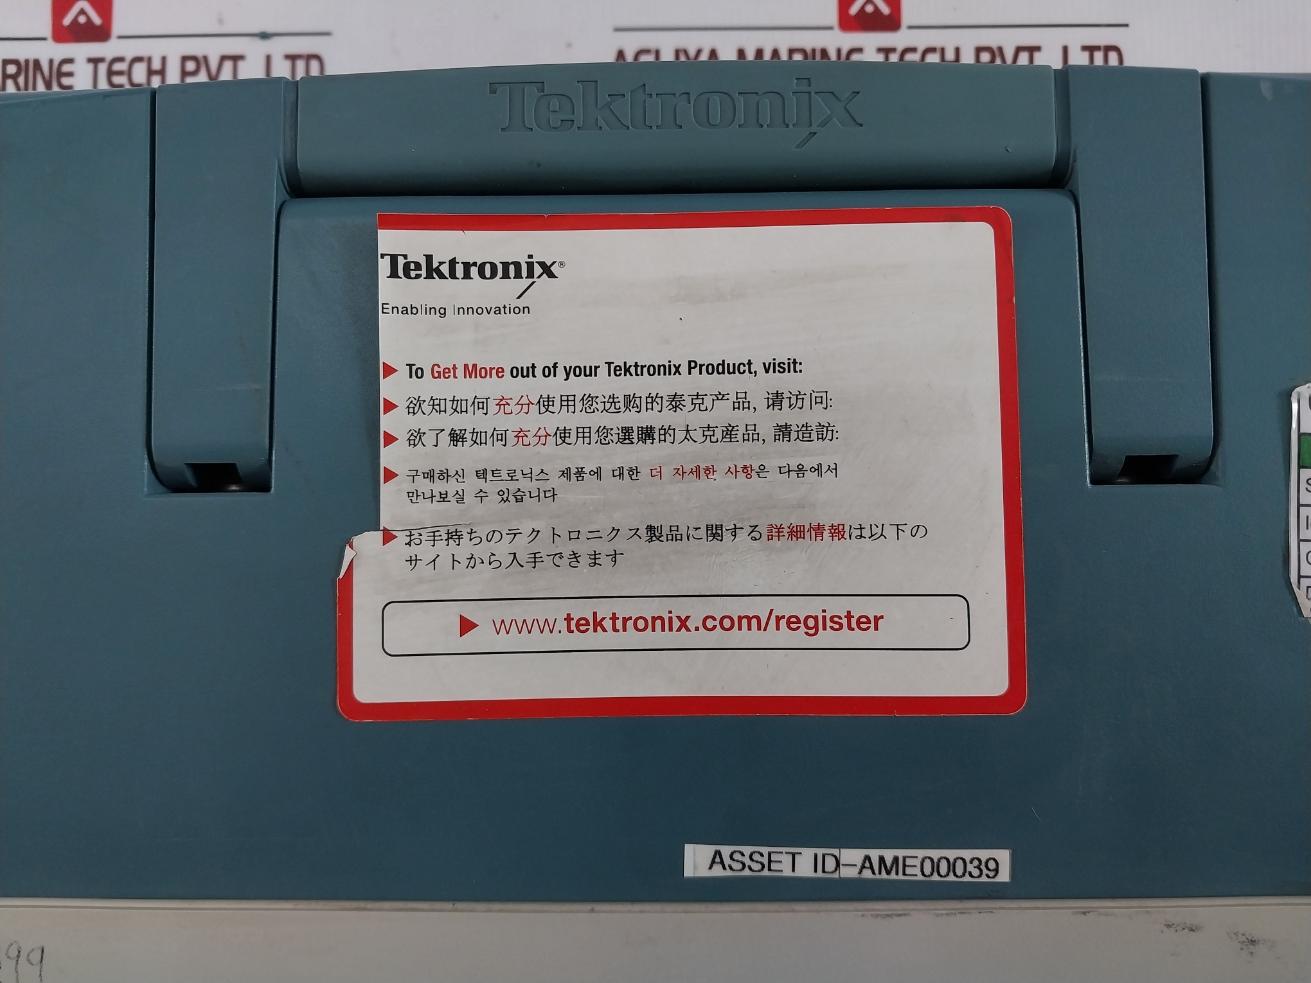 TECH PVT. LTD
MARINE TECH PVT. LTD
Tektronix
Tektronix®
Enabling Innovation
To Get More out of your Tektronix Product, visit:
欲知如何充分使用您选购的泰克产品, 请访问:
欲了解如何充分使用您選購的太克産品, 請造訪:
구매하신 텍트로닉스 제품에 대한 더 자세한 사항은 다음에서
만나보실 수 있습니다
お手持ちのテクトロニクス製品に関する詳細情報は以下の
サイトから入手できます
www.tektronix.com/register
ASSET ID-AME00039
99